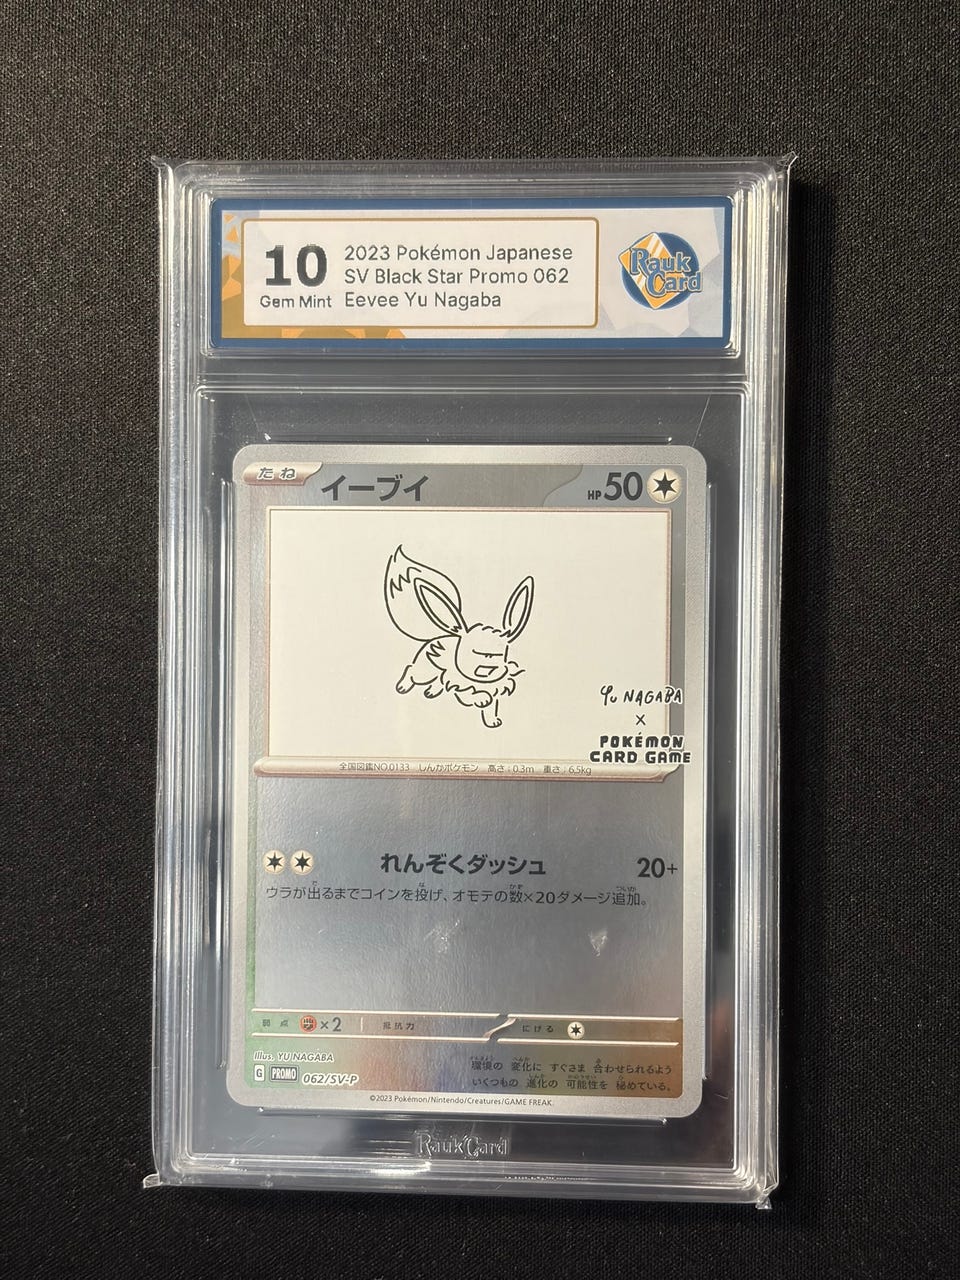 10
Gem Mint
2023 Pokémon Japanese
SV Black Star Promo 062
Eevee Yu Nagaba
Rauk
Card
たね
イーブイ
HP 50
YU NAGABA
×
POKÉMON
CARD GAME
全国図鑑NO.0133 しんかポケモン 高さ:0.3m 重さ:6.5kg
れんぞくダッシュ 20+
ウラが出るまでコインを投げ、オモテの数×20ダメージ追加。
弱点 ×2 抵抗力 にげる
Illus. YU NAGABA
G PROMO 062/SV-P
環境の 変化に すぐさま 合わせられるよう
いくつもの 進化の 可能性を 秘めている。
©2023 Pokémon/Nintendo/Creatures/GAME FREAK.
Rauk Card